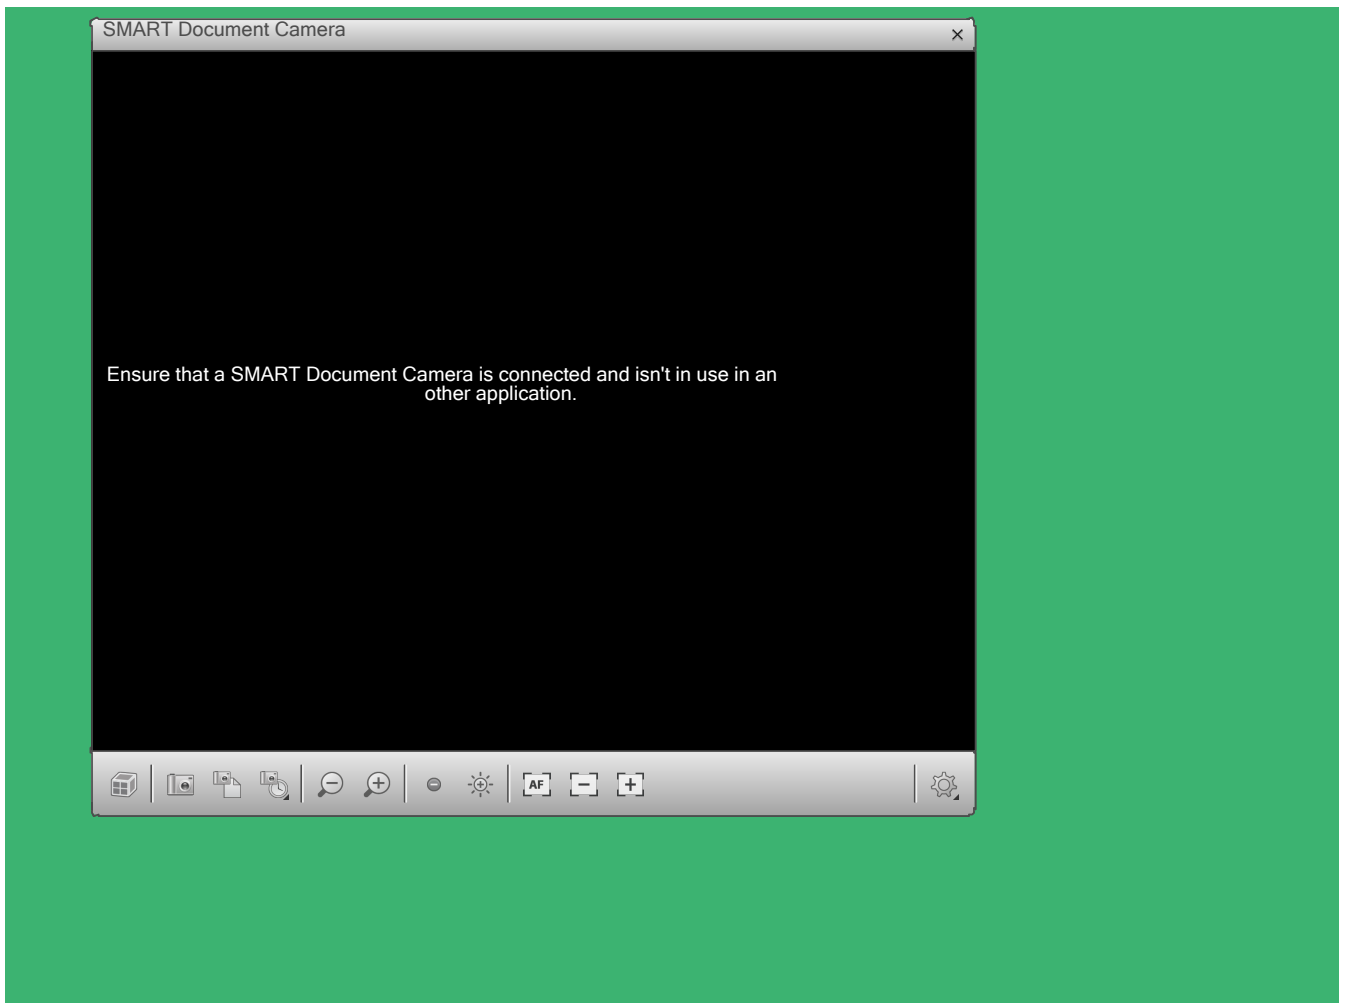 SMART Document Camera
Ensure that a SMART Document Camera is connected and isn't in use in an
other application.
AF